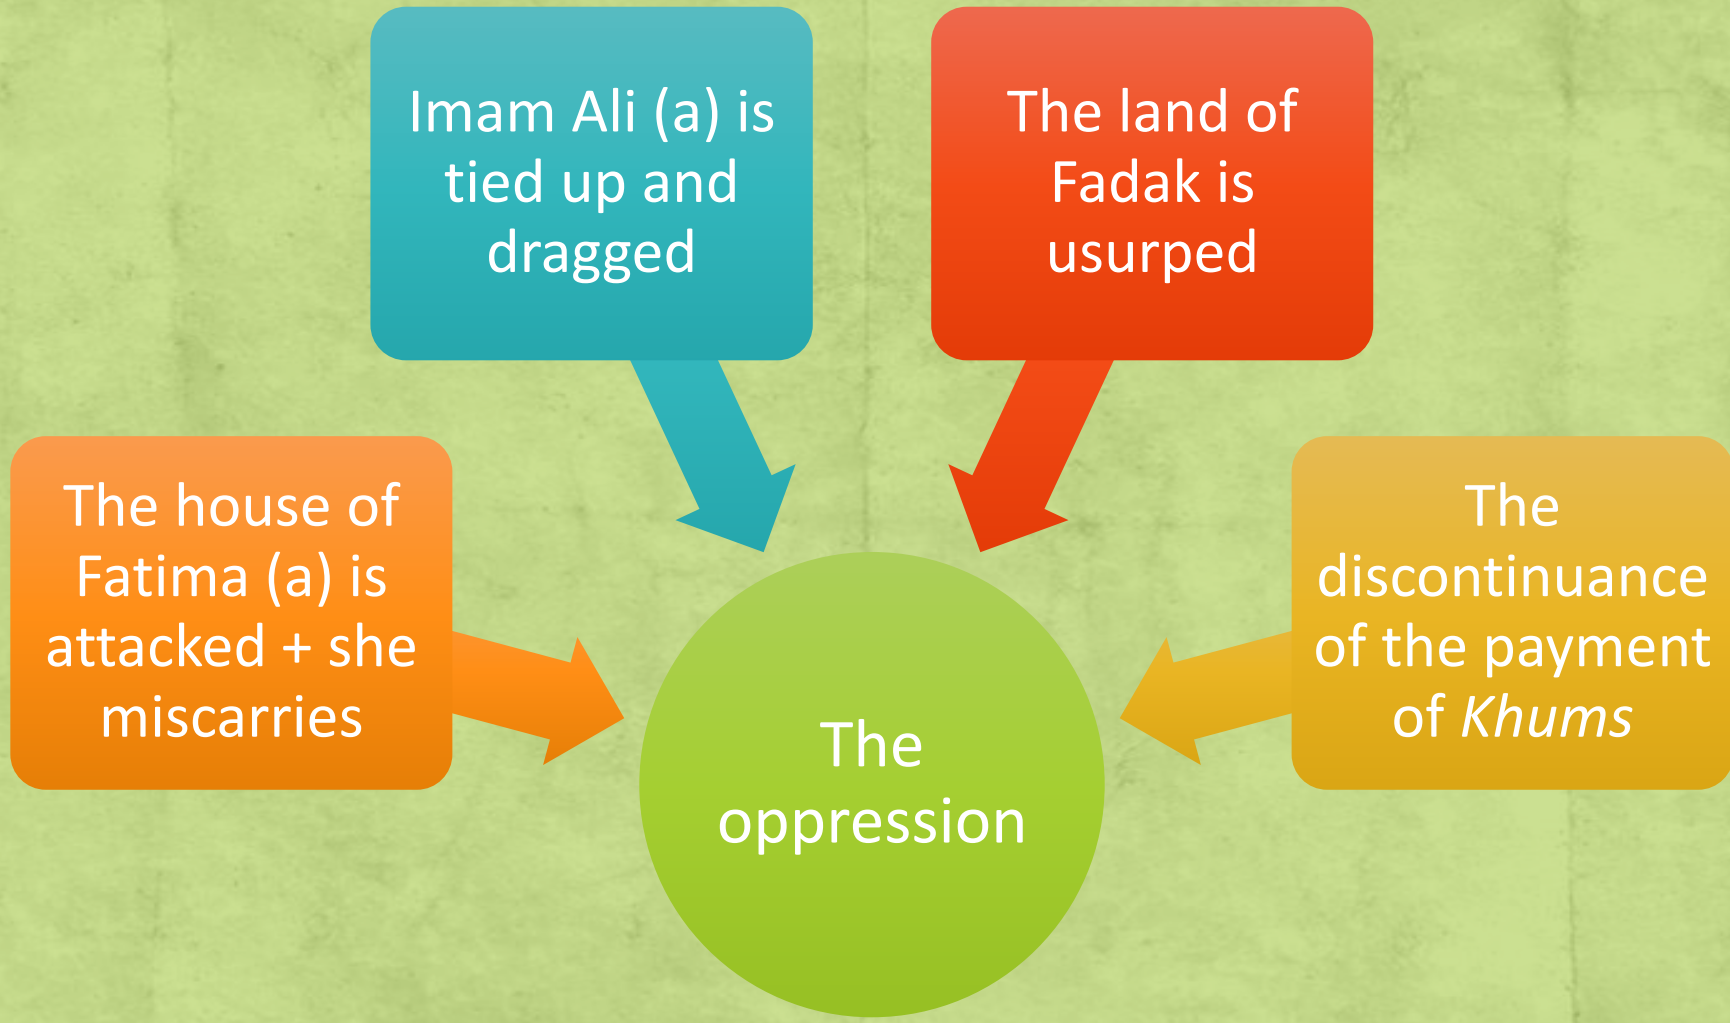 Imam Ali (a) is
tied up and
dragged
The land of
Fadak is
usurped
The house of
Fatima (a) is
attacked + she
miscarries
The
discontinuance
of the payment
of Khums
The
oppression